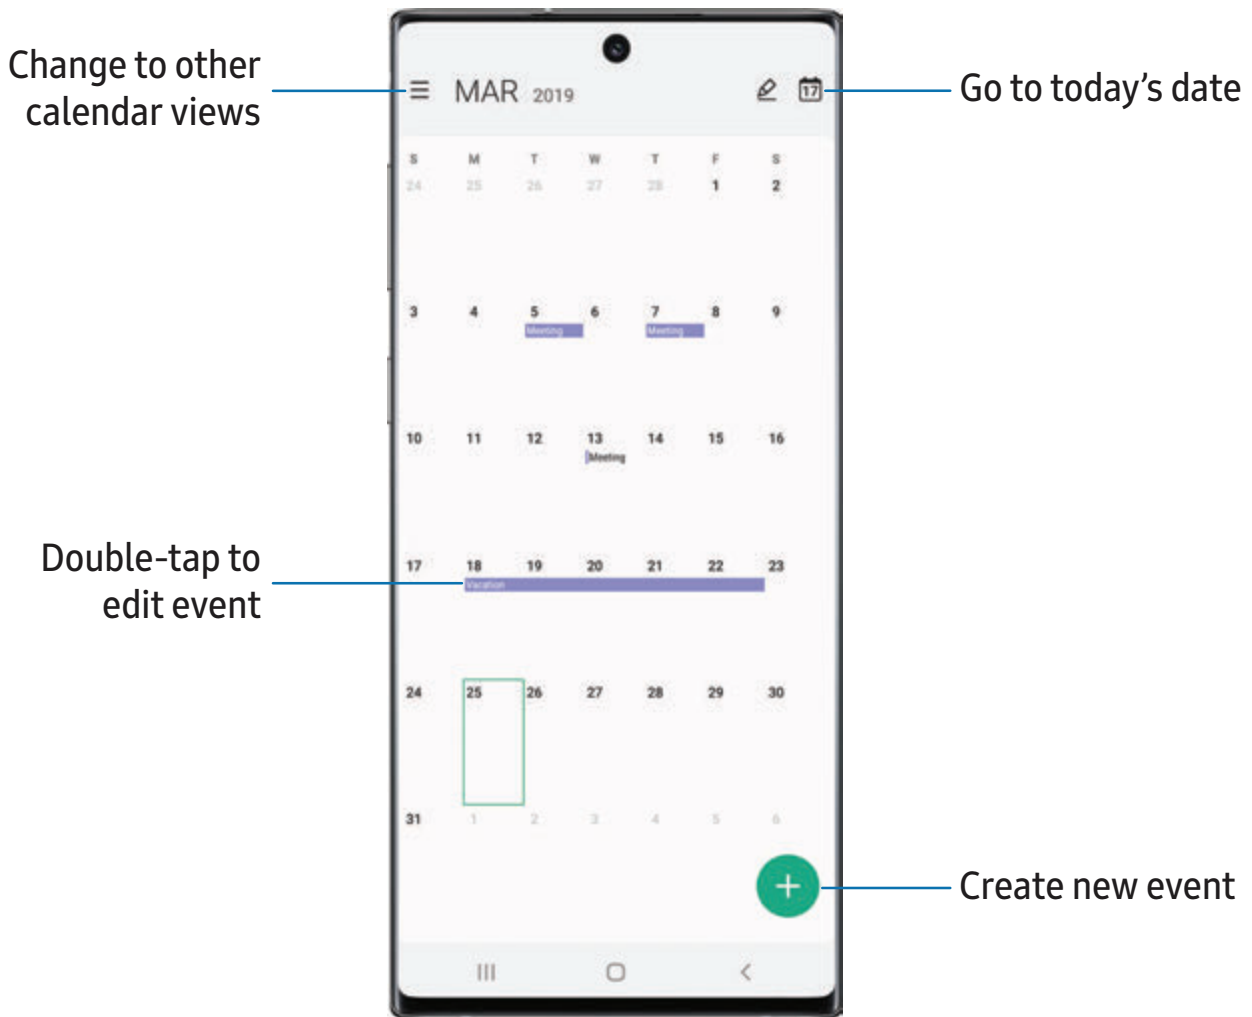 Change to other
calendar views
MAR 2019
17
Go to today's date
S M T W T F S
24 25 26 27 28 1 2
3 4 5 6 7 8 9
Meeting Meeting
10 11 12 13 14 15 16
Meeting
Double-tap to
edit event
17 18 19 20 21 22 23
Vacation
24 25 26 27 28 29 30
31 1 2 3 4 5 6
+
Create new event